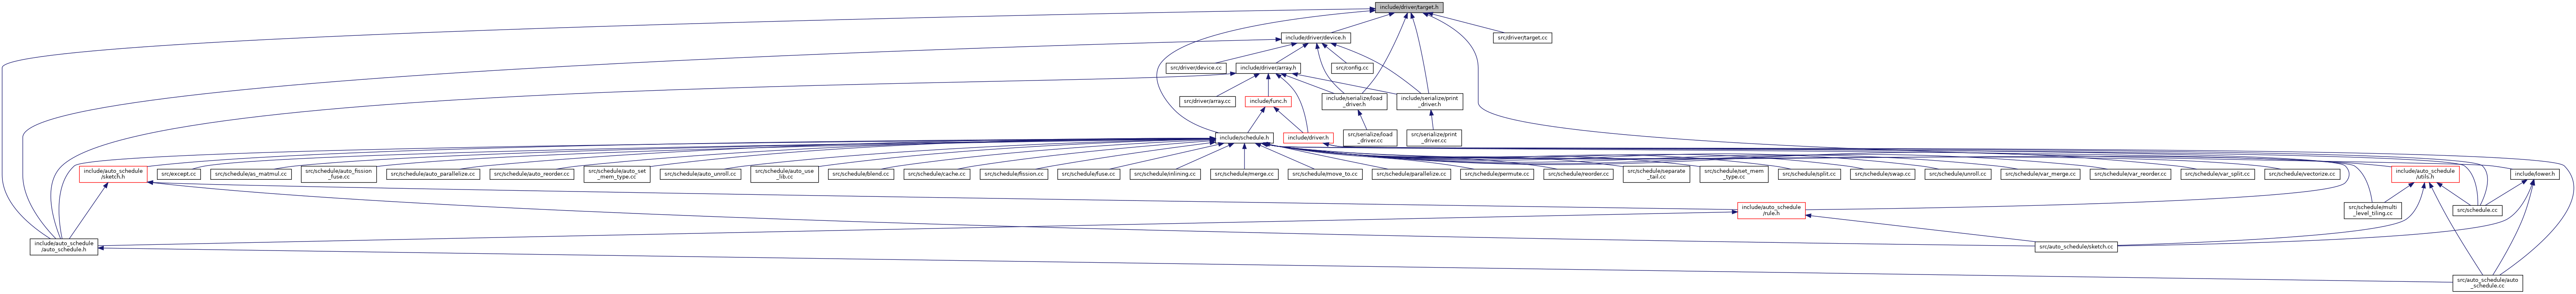 include/driver/target.h
include/driver/device.h
src/driver/target.cc
src/driver/device.cc
include/driver/array.h
src/config.cc
src/driver/array.cc
include/func.h
include/serialize/load
_driver.h
include/serialize/print
_driver.h
include/schedule.h
include/driver.h
src/serialize/load
_driver.cc
src/serialize/print
_driver.cc
include/auto_schedule
/sketch.h
src/except.cc
src/schedule/as_matmul.cc
src/schedule/auto_fission
_fuse.cc
src/schedule/auto_parallelize.cc
src/schedule/auto_reorder.cc
src/schedule/auto_set
_mem_type.cc
src/schedule/auto_unroll.cc
src/schedule/auto_use
_lib.cc
src/schedule/blend.cc
src/schedule/cache.cc
src/schedule/fission.cc
src/schedule/fuse.cc
src/schedule/inlining.cc
src/schedule/merge.cc
src/schedule/move_to.cc
src/schedule/parallelize.cc
src/schedule/permute.cc
src/schedule/reorder.cc
src/schedule/separate
_tail.cc
src/schedule/set_mem
_type.cc
src/schedule/split.cc
src/schedule/swap.cc
src/schedule/unroll.cc
src/schedule/var_merge.cc
src/schedule/var_reorder.cc
src/schedule/var_split.cc
src/schedule/vectorize.cc
include/auto_schedule
/utils.h
include/lower.h
include/auto_schedule
/rule.h
src/schedule/multi
_level_tiling.cc
src/schedule.cc
include/auto_schedule
/auto_schedule.h
src/auto_schedule/sketch.cc
src/auto_schedule/auto
_schedule.cc